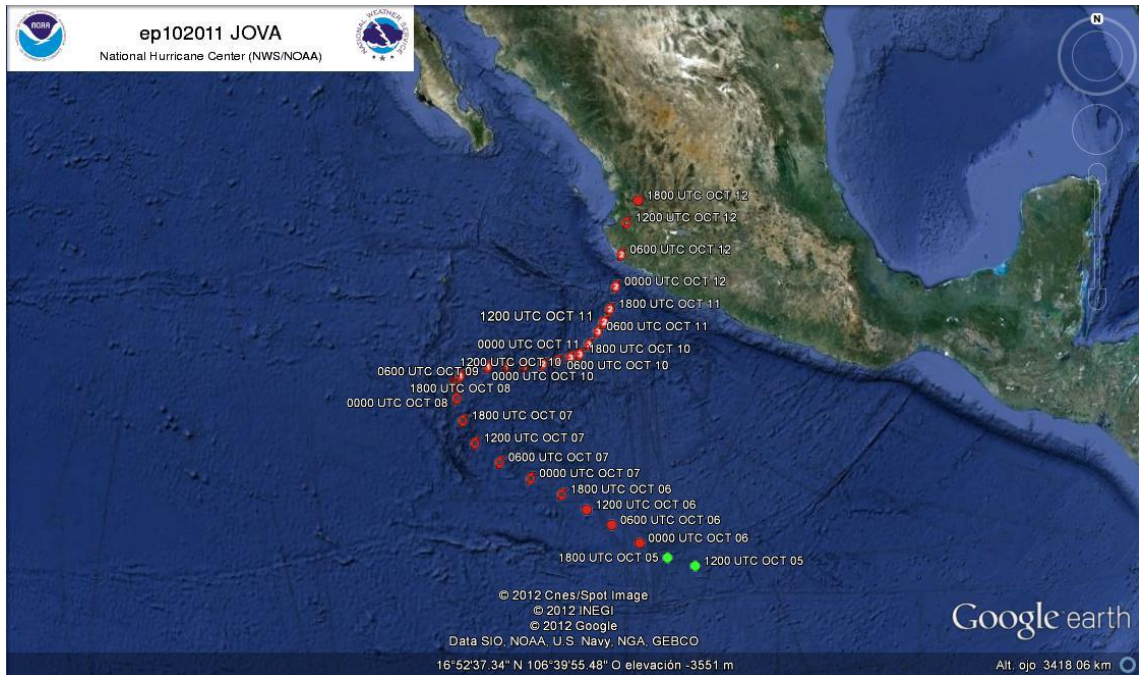 ep102011 JOVA
National Hurricane Center (NWS/NOAA)
NOAA
N
1800 UTC OCT 12
1200 UTC OCT 12
0600 UTC OCT 12
0000 UTC OCT 12
1800 UTC OCT 11
1200 UTC OCT 11
0600 UTC OCT 11
0000 UTC OCT 11
1800 UTC OCT 10
1200 UTC OCT 10
0600 UTC OCT 10
0600 UTC OCT 09
0000 UTC OCT 10
1800 UTC OCT 08
0000 UTC OCT 08
1800 UTC OCT 07
1200 UTC OCT 07
0600 UTC OCT 07
0000 UTC OCT 07
1800 UTC OCT 06
1200 UTC OCT 06
0600 UTC OCT 06
0000 UTC OCT 06
1800 UTC OCT 05
1200 UTC OCT 05
© 2012 Cnes/Spot Image
© 2012 INEGI
© 2012 Google
Data SIO, NOAA, U.S. Navy, NGA, GEBCO
Google earth
16°52'37.34" N 106°39'55.48" O elevación -3551 m
Alt. ojo 3418.06 km